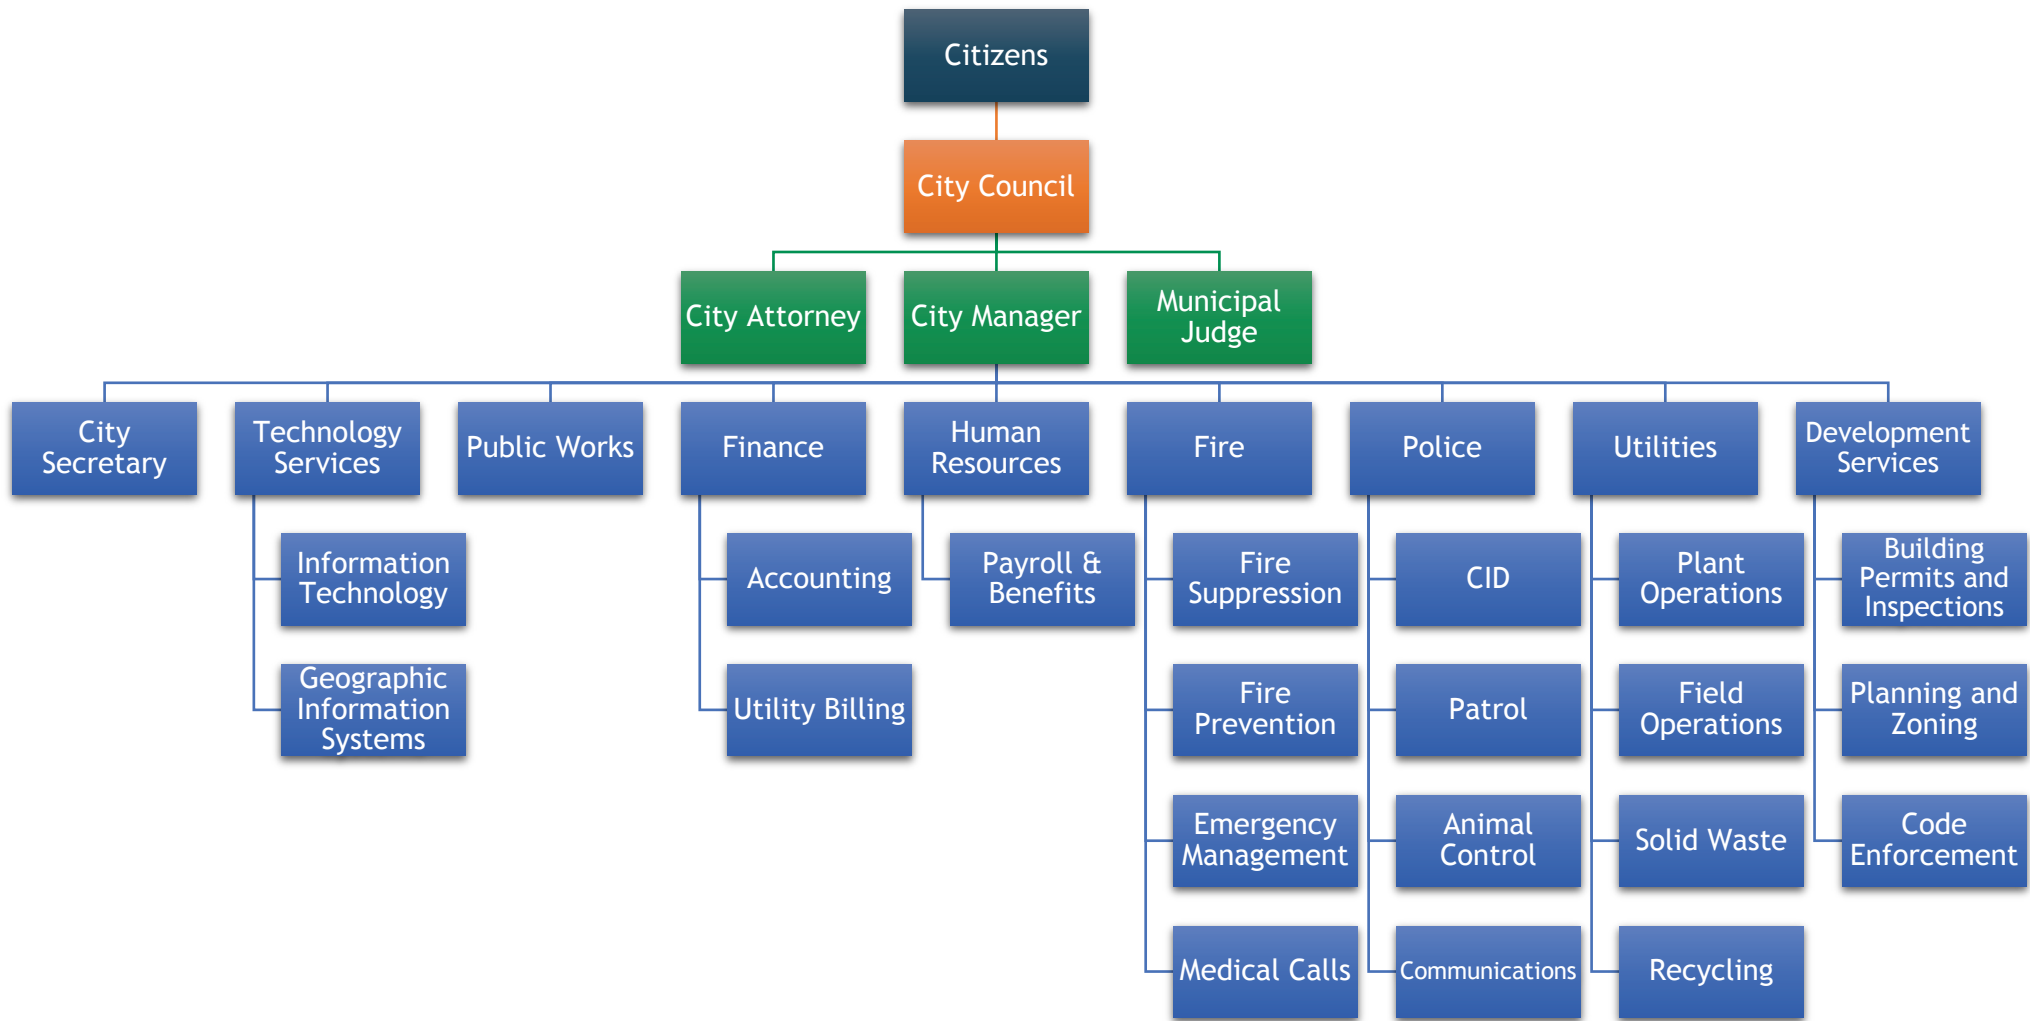 Citizens
City Council
City Attorney
City Manager
Municipal
Judge
City
Secretary
Technology
Services
Public Works
Finance
Human
Resources
Fire
Police
Utilities
Development
Services
Information
Technology
Geographic
Information
Systems
Accounting
Utility Billing
Payroll &
Benefits
Fire
Suppression
Fire
Prevention
Emergency
Management
Medical Calls
CID
Patrol
Animal
Control
Communications
Plant
Operations
Field
Operations
Solid Waste
Recycling
Building
Permits and
Inspections
Planning and
Zoning
Code
Enforcement